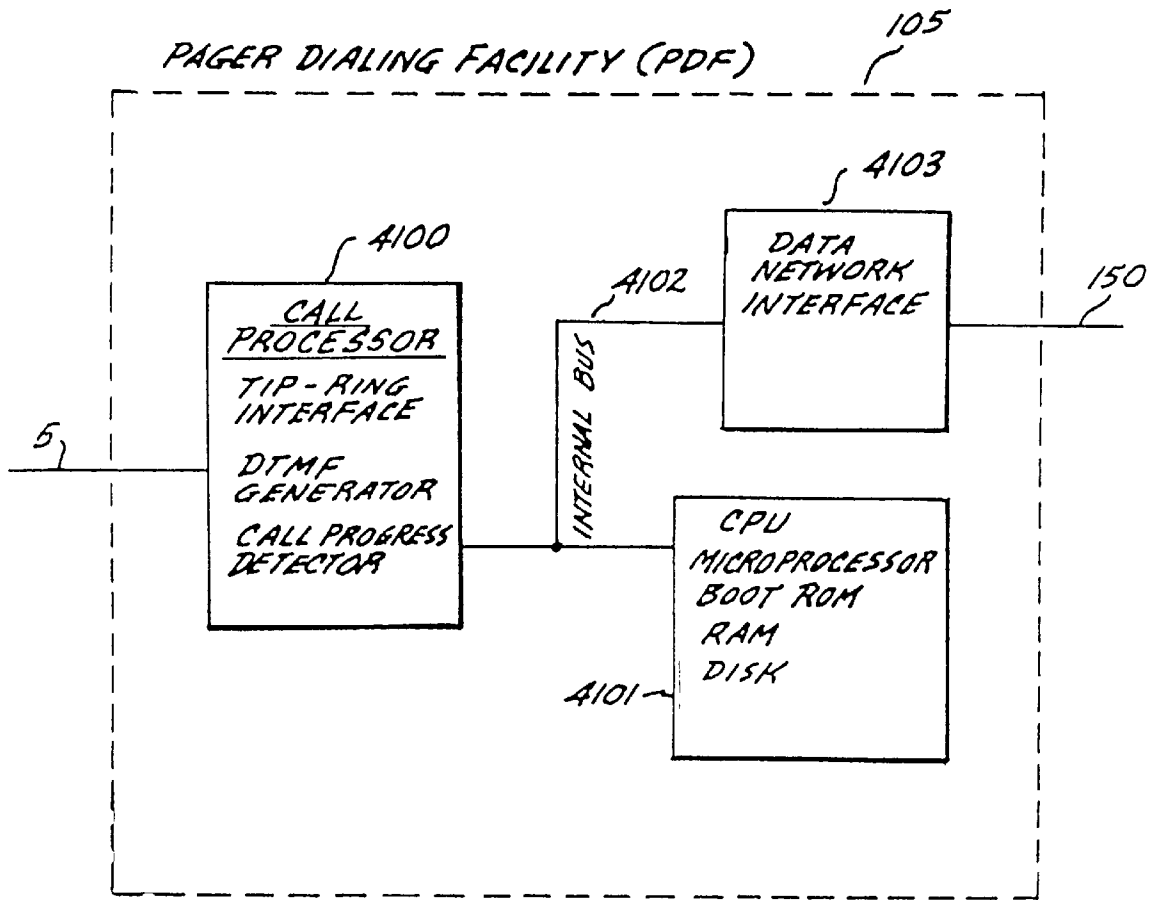 105
PAGER DIALING FACILITY (PDF)
4103
4100
DATA
NETWORK
INTERFACE
4102
150
CALL
PROCESSOR
TIP-RING
INTERFACE
INTERNAL BUS
5
DTMF
GENERATOR
CALL PROGRESS
DETECTOR
CPU
MICROPROCESSOR
BOOT ROM
RAM
DISK
4101